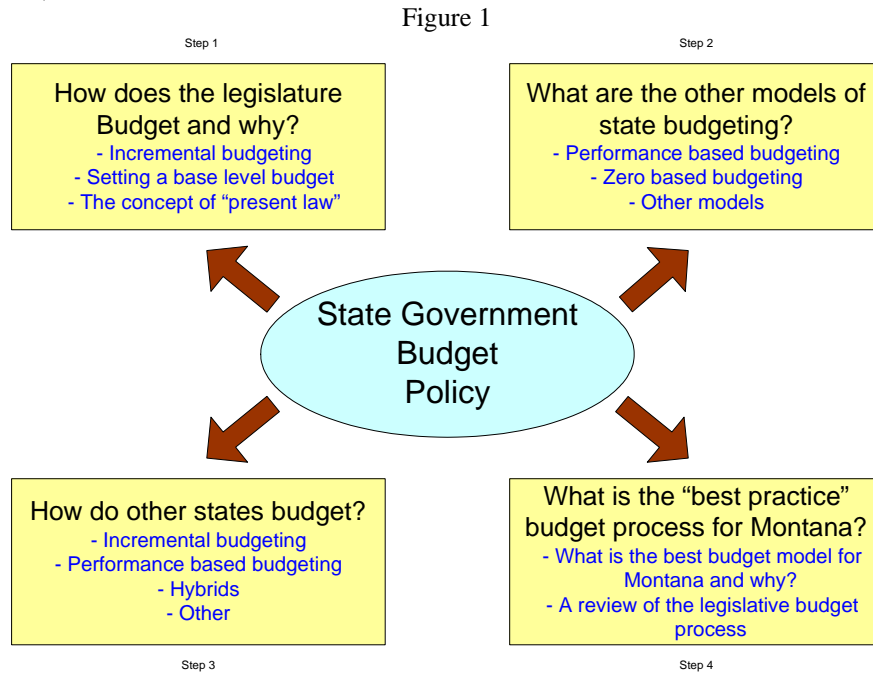 Figure 1
Step 1
How does the legislature
Budget and why?
- Incremental budgeting
- Setting a base level budget
- The concept of “present law”
Step 2
What are the other models of
state budgeting?
- Performance based budgeting
- Zero based budgeting
- Other models
State Government
Budget
Policy
How do other states budget?
- Incremental budgeting
- Performance based budgeting
- Hybrids
- Other
Step 3
What is the “best practice”
budget process for Montana?
- What is the best budget model for
Montana and why?
- A review of the legislative budget
process
Step 4